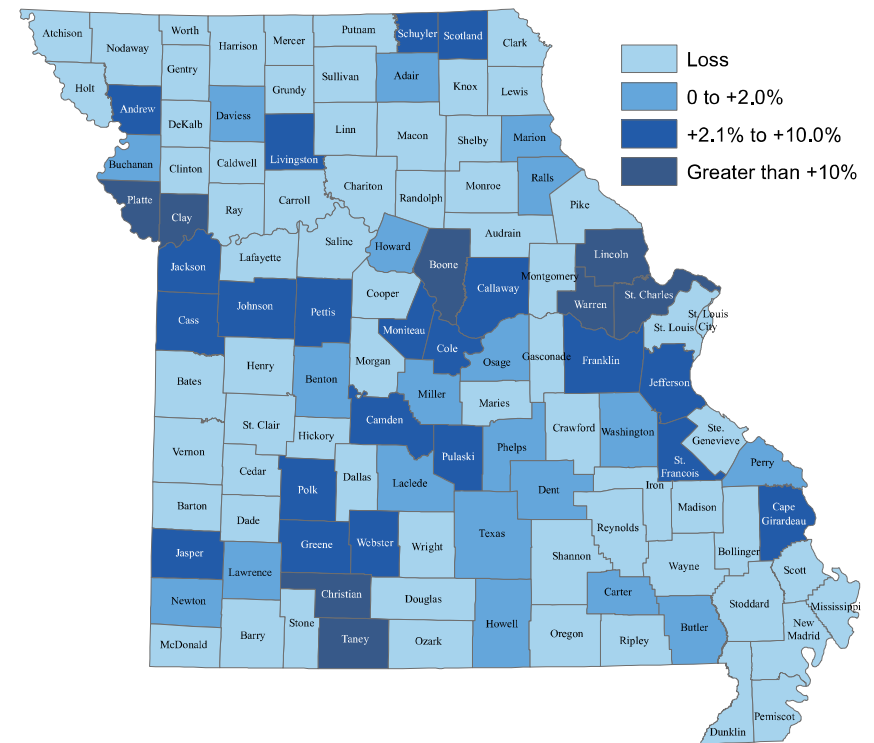 Atchison
Nodaway
Worth
Harrison
Mercer
Putnam
Schuyler
Scotland
Clark
Holt
Gentry
Grundy
Sullivan
Adair
Knox
Lewis
Andrew
DeKalb
Daviess
Livingston
Linn
Macon
Shelby
Marion
Buchanan
Clinton
Caldwell
Carroll
Chariton
Randolph
Monroe
Ralls
Pike
Platte
Clay
Ray
Saline
Howard
Boone
Audrain
Lincoln
Jackson
Lafayette
Cooper
Callaway
Montgomery
Warren
St. Charles
St. Louis
St. Louis
City
Cass
Johnson
Pettis
Moniteau
Cole
Osage
Gasconade
Franklin
Jefferson
Bates
Henry
Benton
Morgan
Miller
Maries
Crawford
Washington
Ste.
Genevieve
St.
Francois
Perry
Vernon
St. Clair
Hickory
Camden
Pulaski
Phelps
Dent
Iron
Madison
Cape
Girardeau
Cedar
Polk
Dallas
Laclede
Barton
Dade
Greene
Webster
Wright
Texas
Shannon
Reynolds
Wayne
Bollinger
Scott
Jasper
Lawrence
Christian
Douglas
Carter
Stoddard
Mississippi
Newton
Stone
Taney
Ozark
Howell
Oregon
Ripley
Butler
New
Madrid
McDonald
Barry
Dunklin
Pemiscot
Loss
0 to +2.0%
+2.1% to +10.0%
Greater than +10%